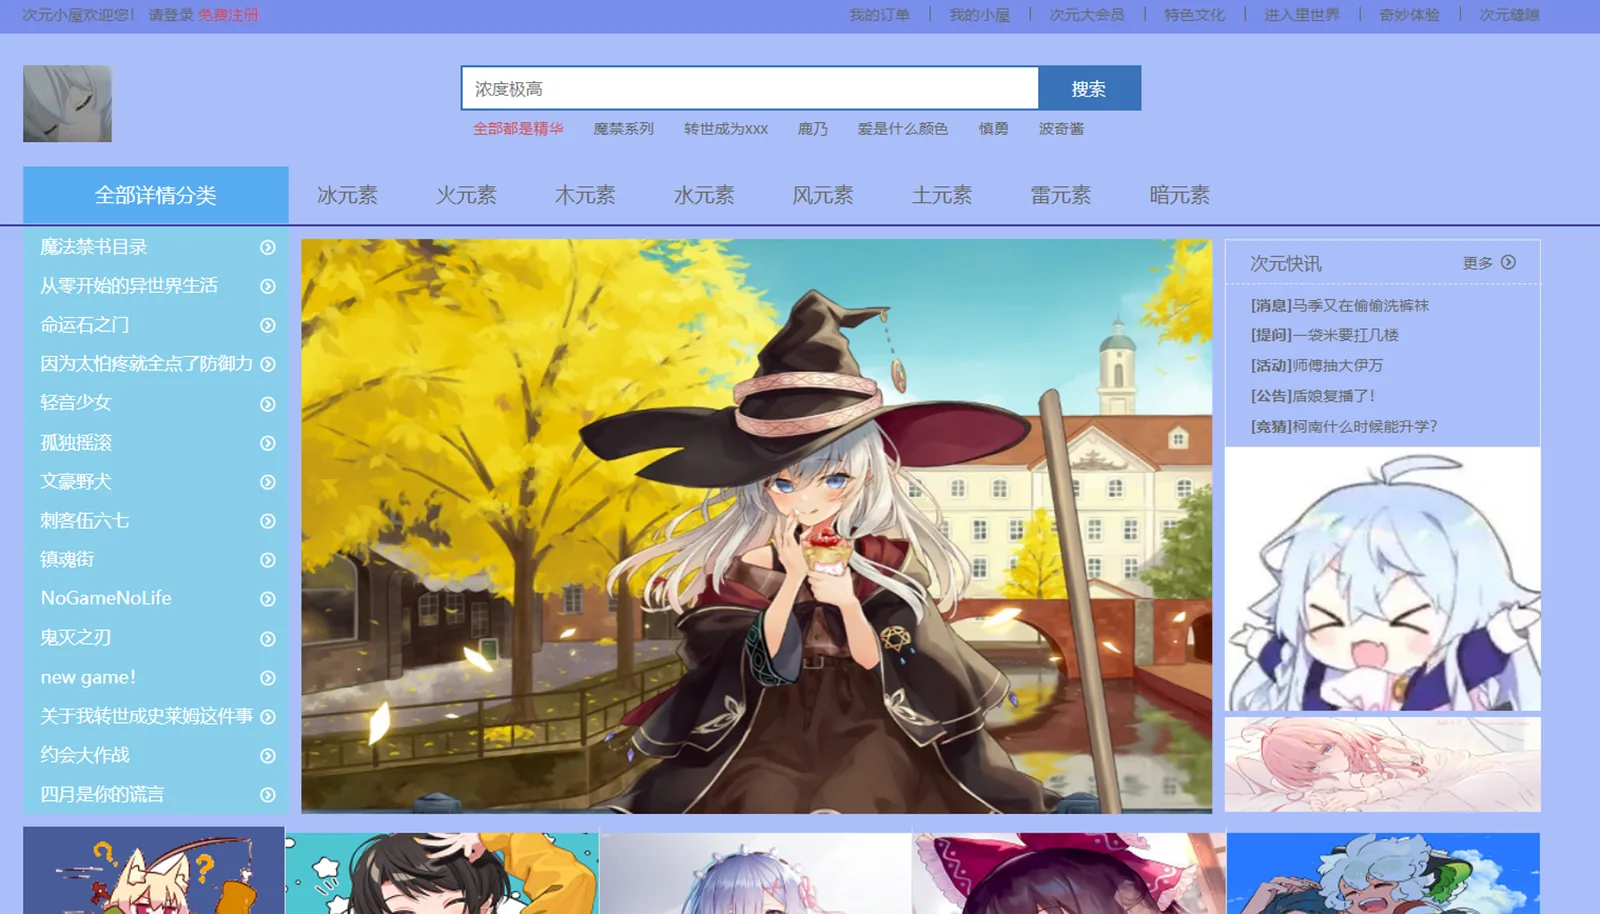 次元小屋欢迎您！ 请登录 免费注册
我的订单 | 我的小屋 | 次元大会员 | 特色文化 | 进入里世界 | 奇妙体验 | 次元缝隙
浓度极高
搜索
全部都是精华 魔禁系列 转世成为xxx 鹿乃 爱是什么颜色 慎勇 波奇酱
全部详情分类 冰元素 火元素 木元素 水元素 风元素 土元素 雷元素 暗元素
魔法禁书目录
从零开始的异世界生活
命运石之门
因为太怕疼就全点了防御力
轻音少女
孤独摇滚
文豪野犬
刺客伍六七
镇魂街
NoGameNoLife
鬼灭之刃
new game！
关于我转世成史莱姆这件事
约会大作战
四月是你的谎言
次元快讯 更多
[消息]马季又在偷偷洗裤袜
[提问]一袋米要扛几楼
[活动]师傅抽大伊万
[公告]盾娘复播了！
[竞猜]柯南什么时候能升学？